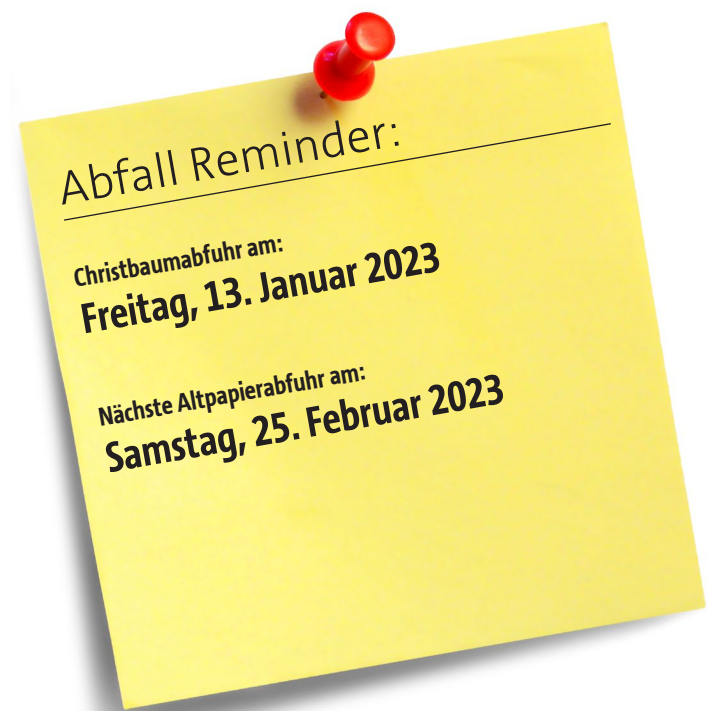 Abfall Reminder:
Christbaumabfuhr am:
Freitag, 13. Januar 2023
Nächste Altpapierabfuhr am:
Samstag, 25. Februar 2023